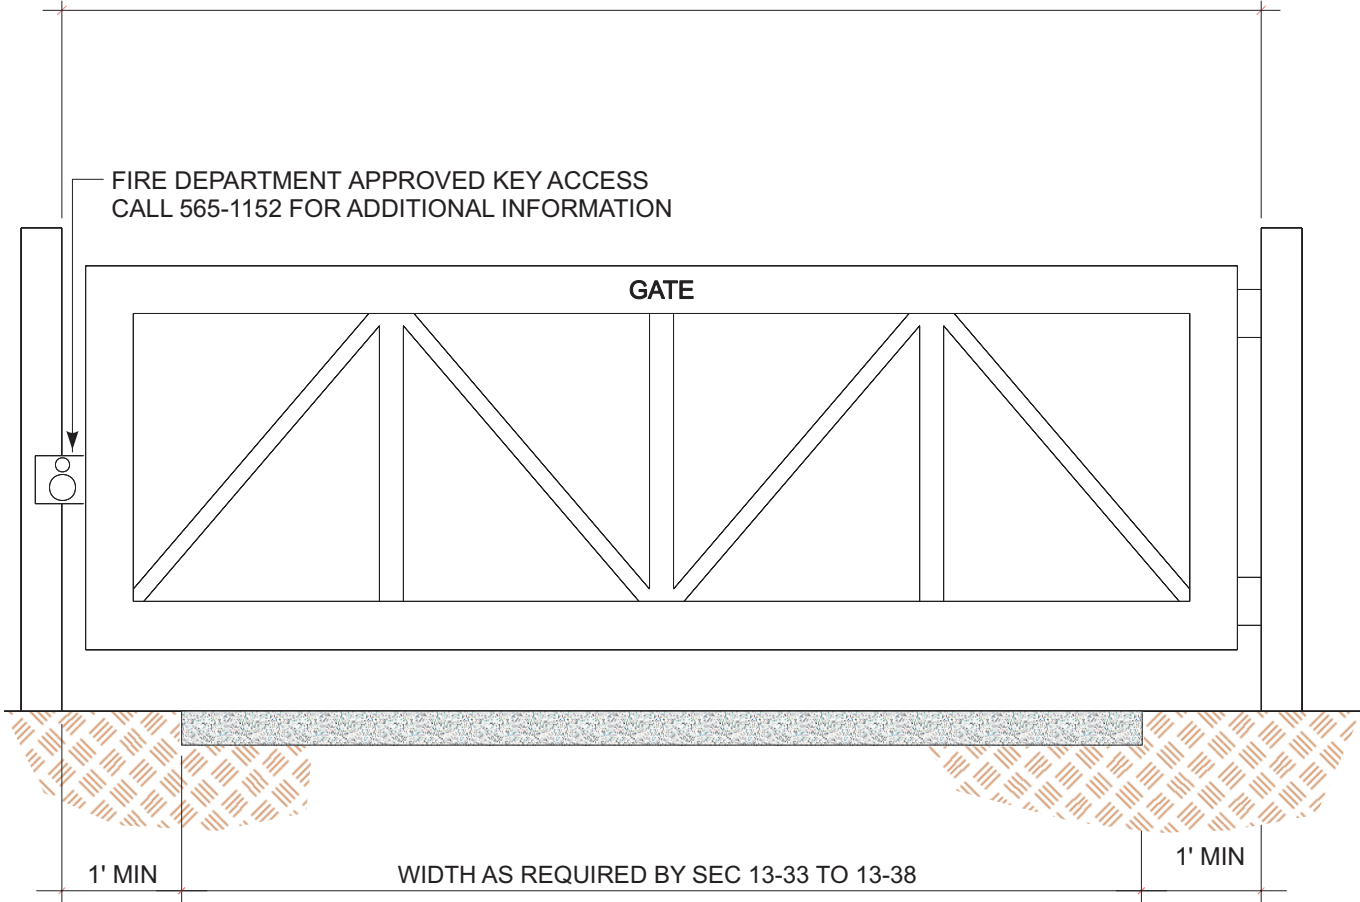 FIRE DEPARTMENT APPROVED KEY ACCESS
CALL 565-1152 FOR ADDITIONAL INFORMATION
GATE
1' MIN
WIDTH AS REQUIRED BY SEC 13-33 TO 13-38
1' MIN